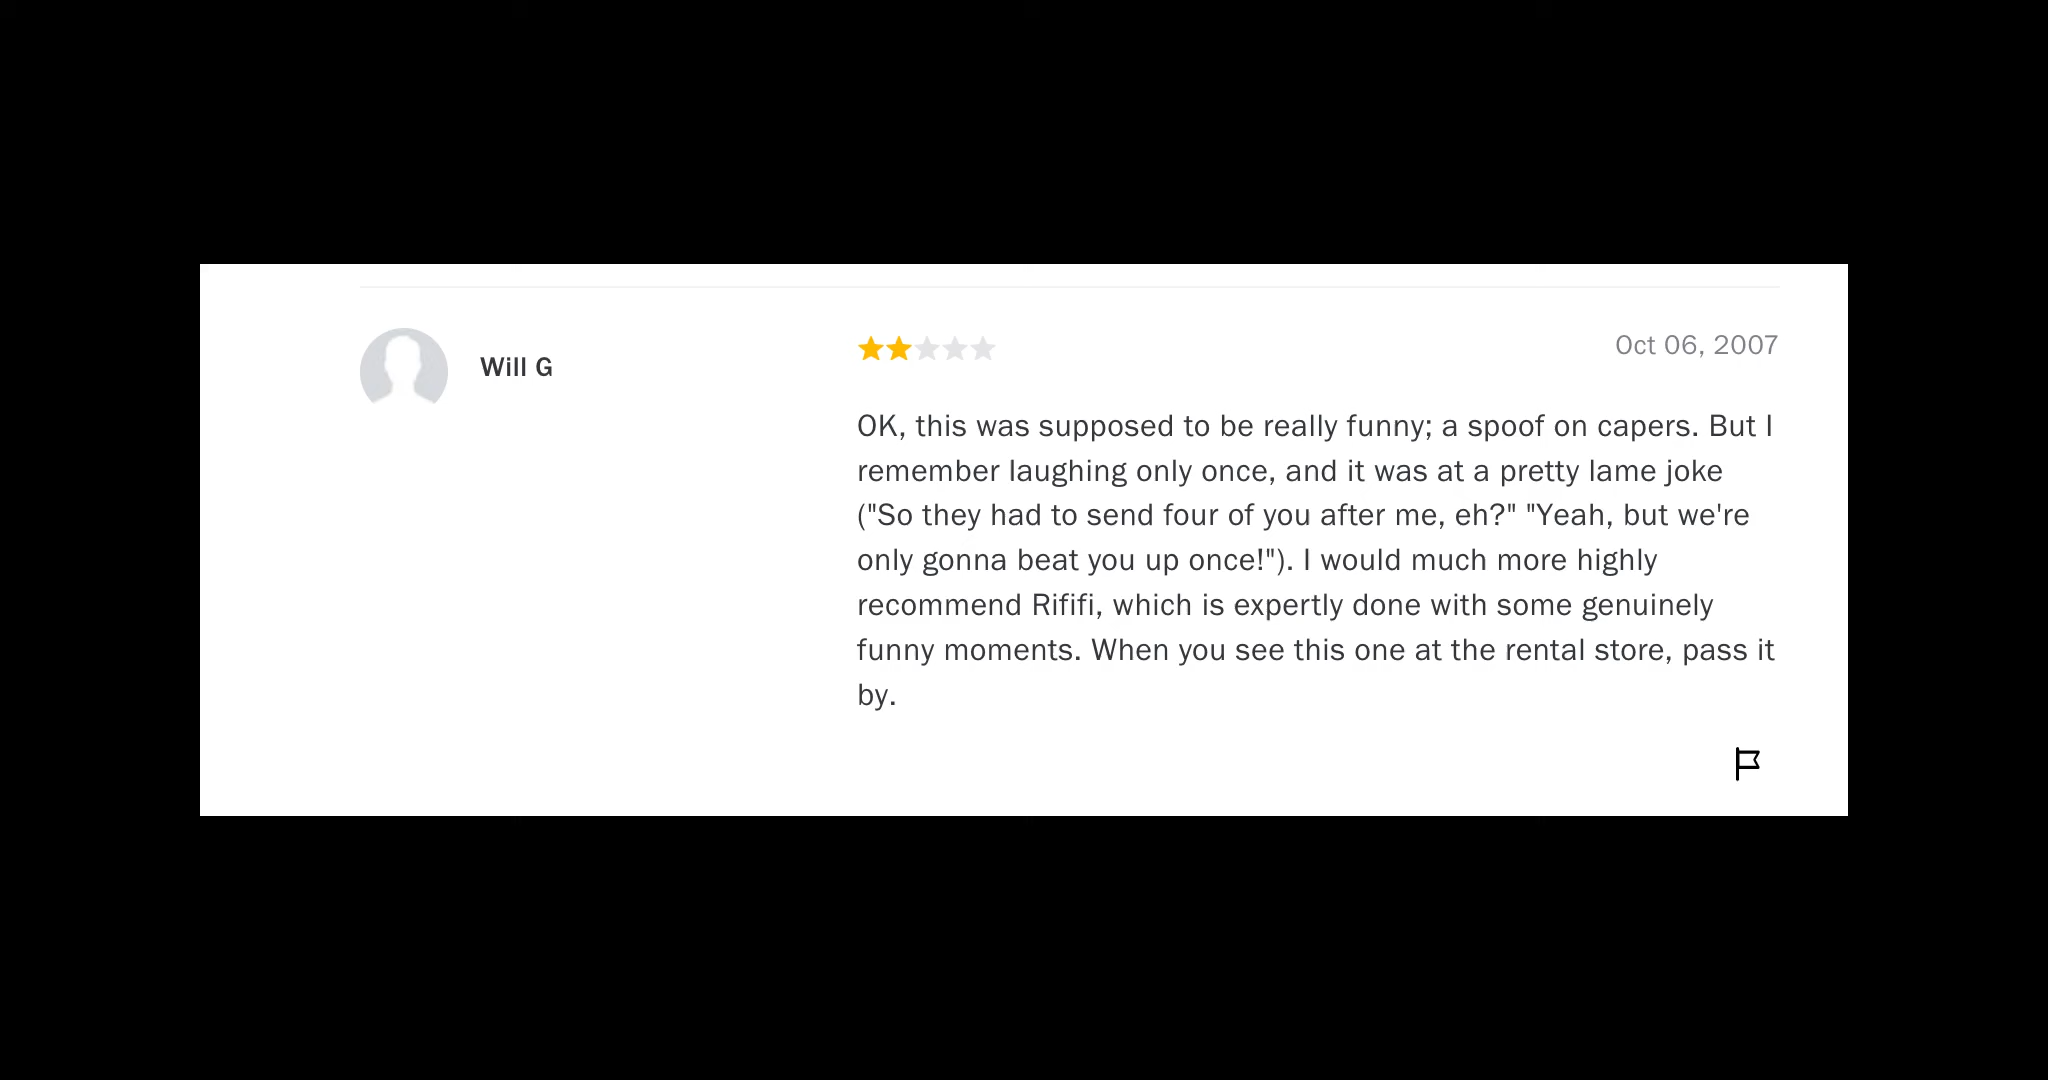 Will G
Oct 06, 2007
OK, this was supposed to be really funny; a spoof on capers. But I
remember laughing only once, and it was at a pretty lame joke
("So they had to send four of you after me, eh?" "Yeah, but we're
only gonna beat you up once!"). I would much more highly
recommend Rififi, which is expertly done with some genuinely
funny moments. When you see this one at the rental store, pass it
by.